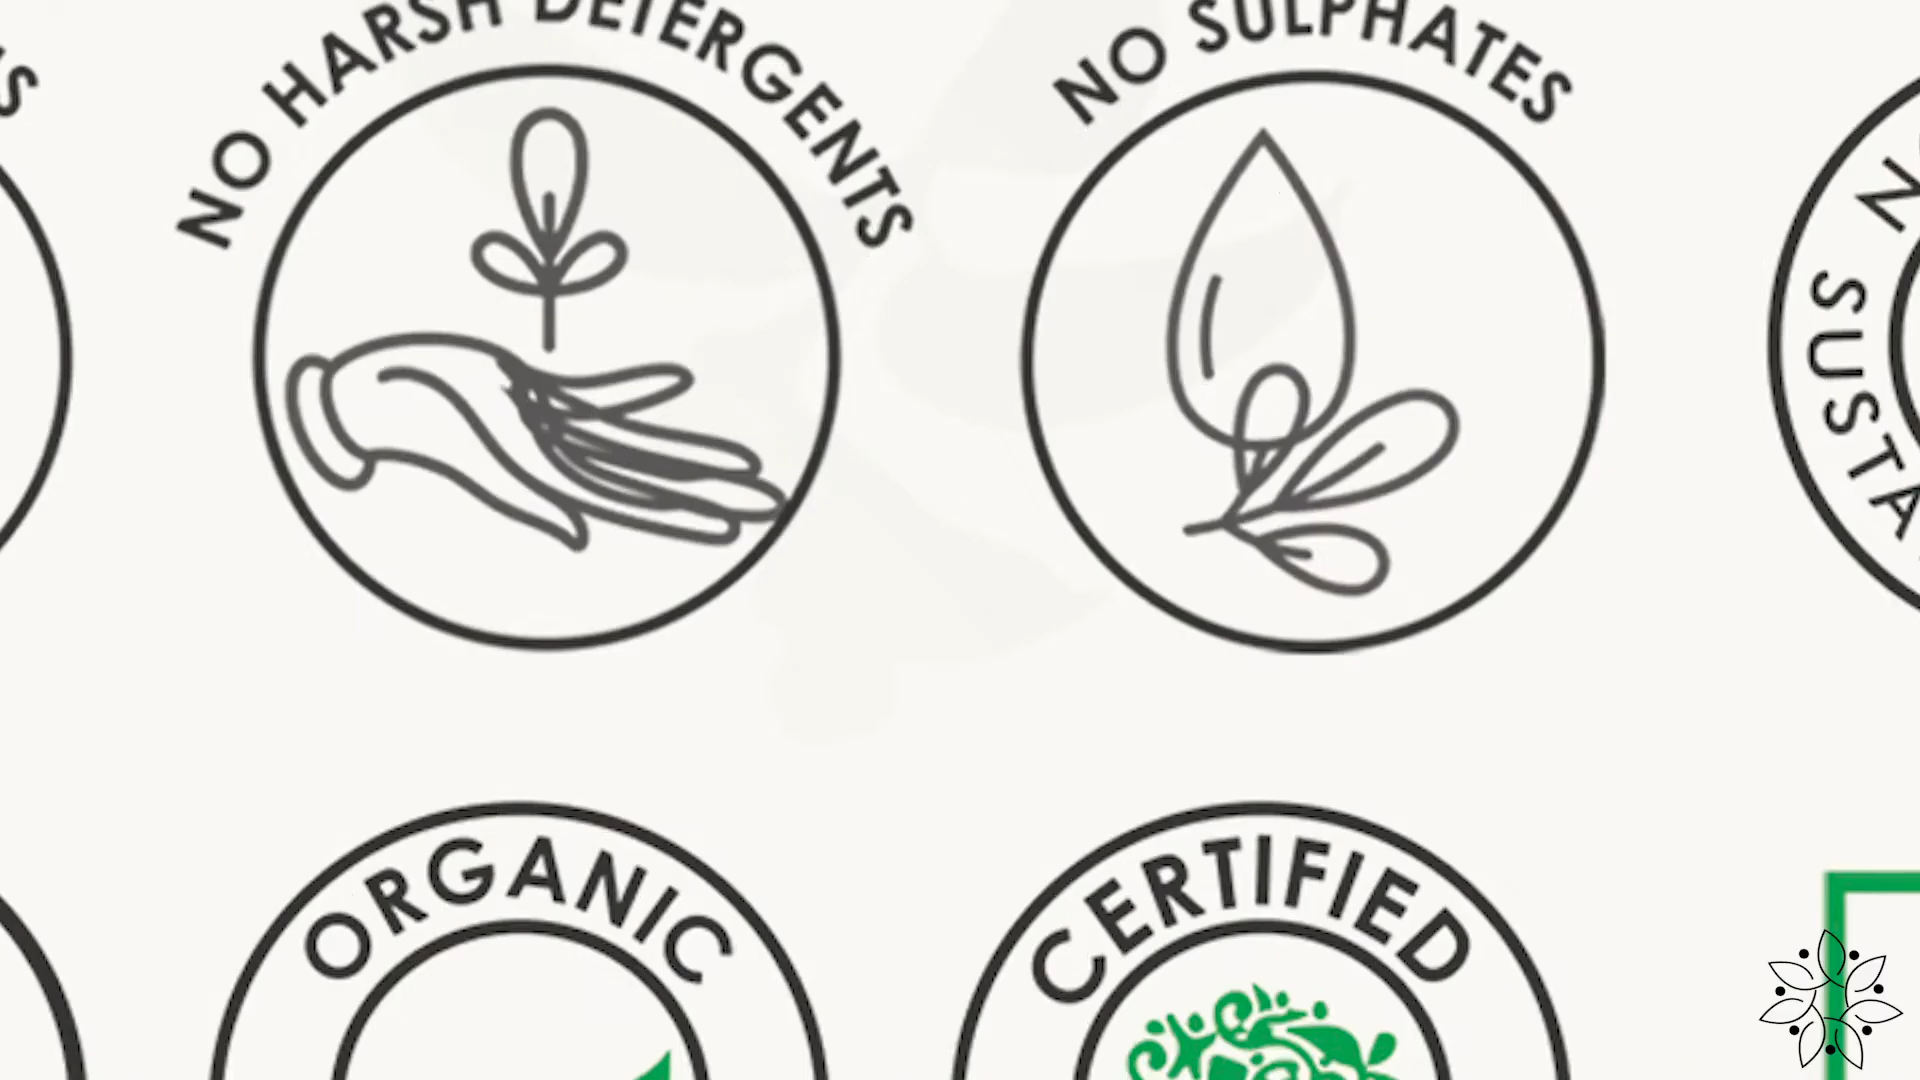 NO HARSH DETERGENTS
NO SULPHATES
ORGANIC
CERTIFIED